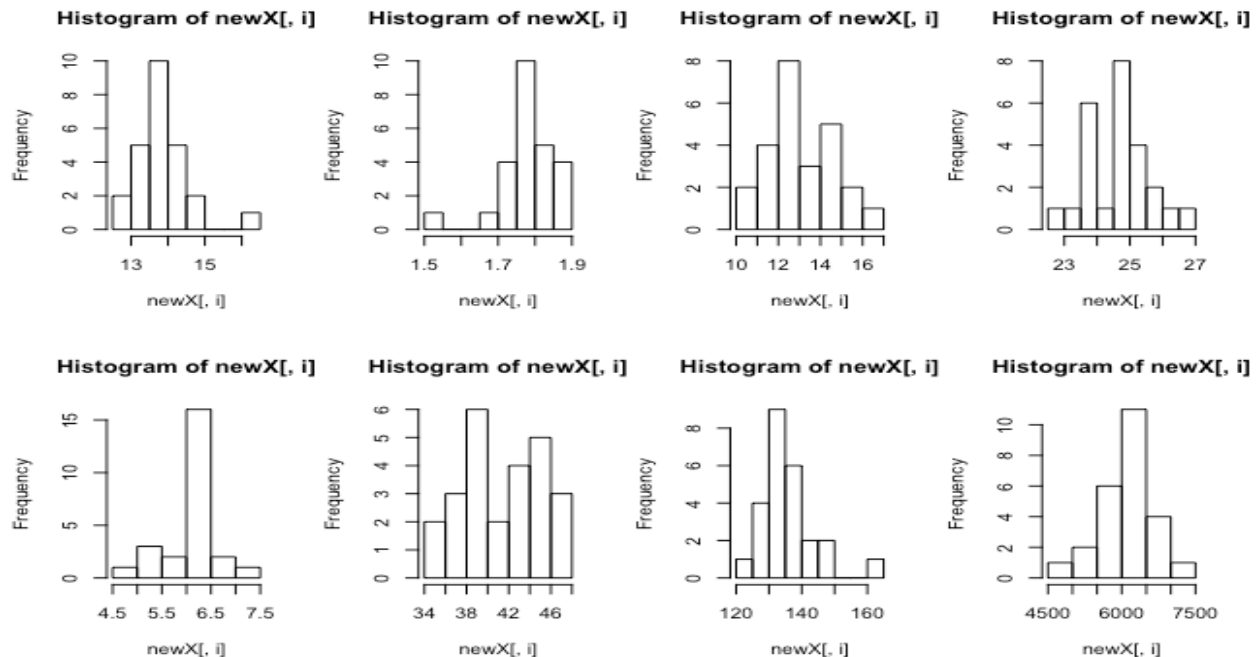 Histogram of newX[, i]
Frequency
0 2 4 6 8 10
13 15
newX[, i]
Histogram of newX[, i]
Frequency
0 2 4 6 8 10
1.5 1.7 1.9
newX[, i]
Histogram of newX[, i]
Frequency
0 2 4 6 8
10 12 14 16
newX[, i]
Histogram of newX[, i]
Frequency
0 2 4 6 8
23 25 27
newX[, i]
Histogram of newX[, i]
Frequency
0 5 10 15
4.5 5.5 6.5 7.5
newX[, i]
Histogram of newX[, i]
Frequency
0 1 2 3 4 5 6
34 38 42 46
newX[, i]
Histogram of newX[, i]
Frequency
0 2 4 6 8
120 140 160
newX[, i]
Histogram of newX[, i]
Frequency
0 2 4 6 8 10
4500 6000 7500
newX[, i]